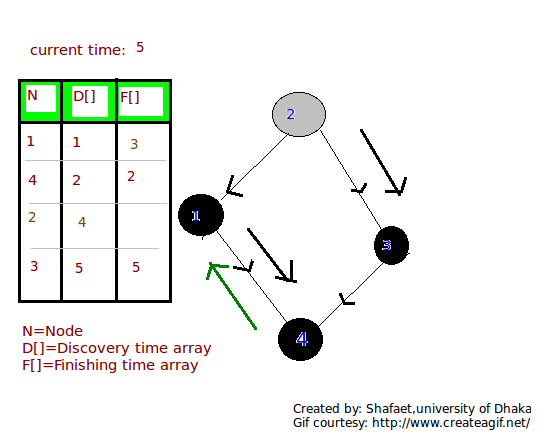 current time: 5
N D[] F[]
1 1 3
4 2 2
2 4
3 5 5
2
1
3
4
N=Node
D[]=Discovery time array
F[]=Finishing time array
Created by: Shafaet,university of Dhaka
Gif courtesy: http://www.createagif.net/